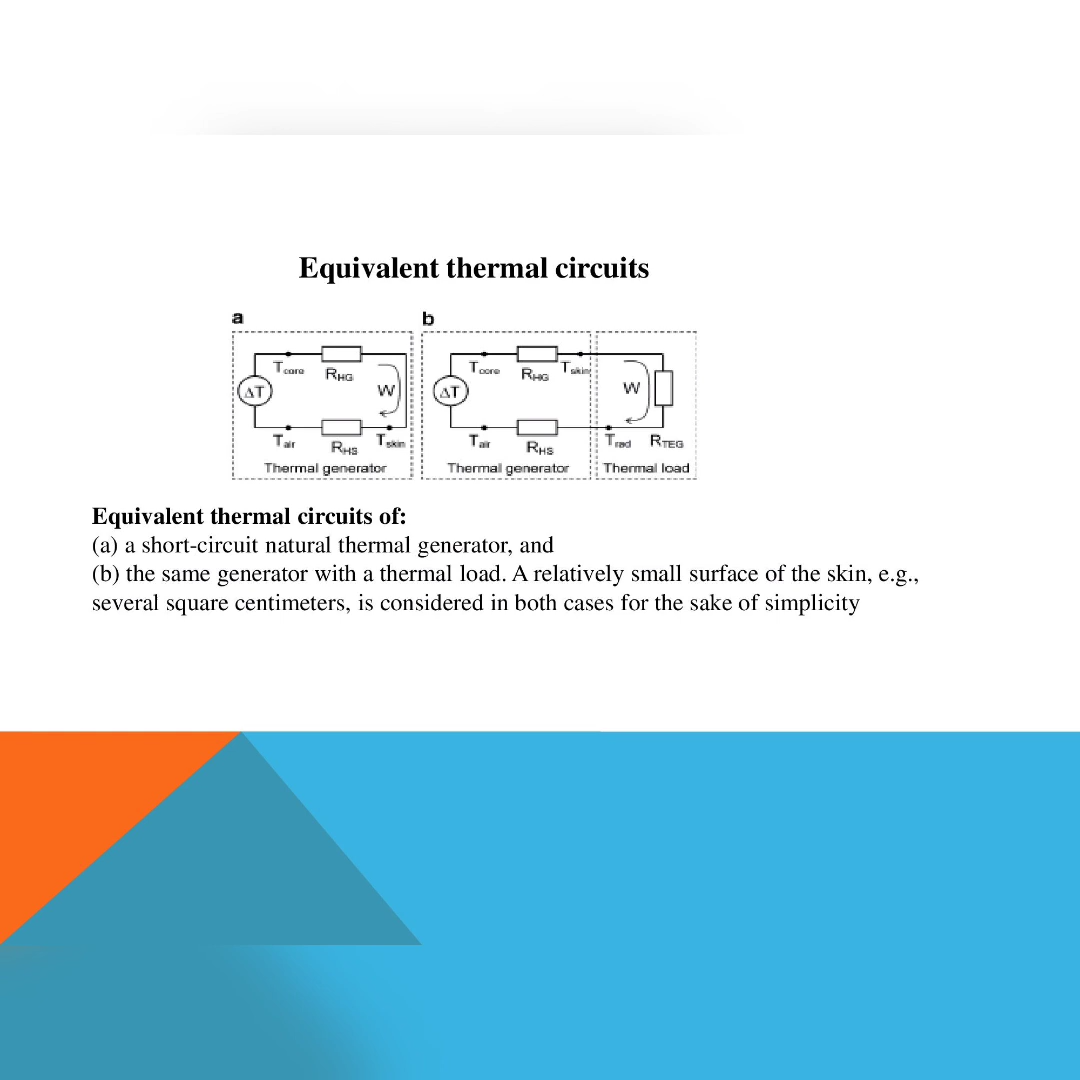 Equivalent thermal circuits
a
b
Tcore
RHG
ΔT
W
Tair
RHS
Tskin
Thermal generator
Tcore
RHG
Tskin
ΔT
W
Tair
RHS
Trad
RTEG
Thermal generator
Thermal load
Equivalent thermal circuits of:
(a) a short-circuit natural thermal generator, and
(b) the same generator with a thermal load. A relatively small surface of the skin, e.g.,
several square centimeters, is considered in both cases for the sake of simplicity